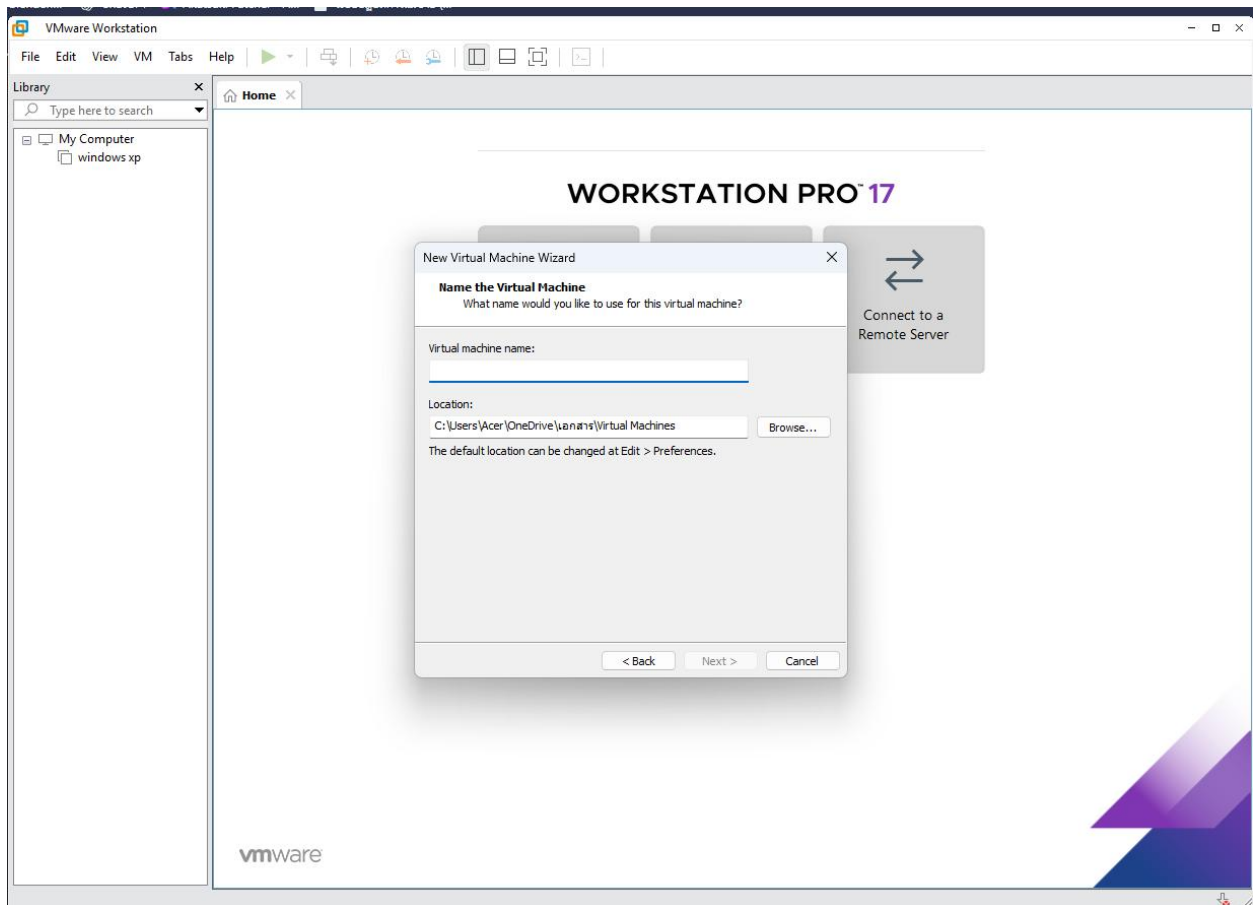 VMware Workstation
File Edit View VM Tabs Help
Library
Type here to search
My Computer
windows xp
Home
WORKSTATION PRO™ 17
Connect to a
Remote Server
New Virtual Machine Wizard
Name the Virtual Machine
What name would you like to use for this virtual machine?
Virtual machine name:
Location:
C:\Users\Acer\OneDrive\เอกสาร\Virtual Machines
Browse...
The default location can be changed at Edit > Preferences.
< Back
Next >
Cancel
vmware